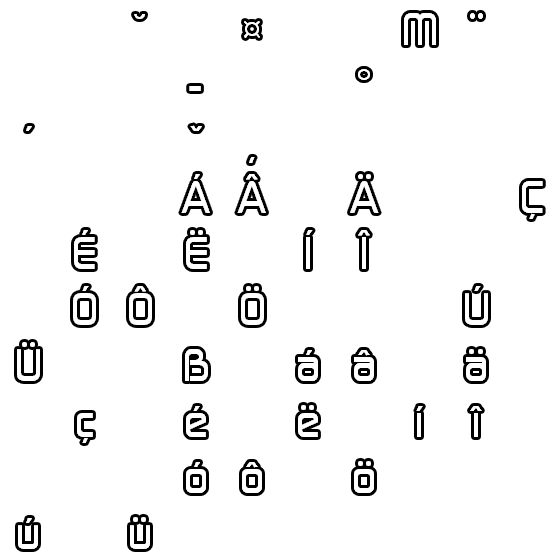 ˘ ¤ m ¨
- °
´ ˘
Á Â Ä Ç
É Ë Í Î
Ó Ô Ö Ú
Ü ß á â ä
ç é ë í î
ó ô ö
ú ü